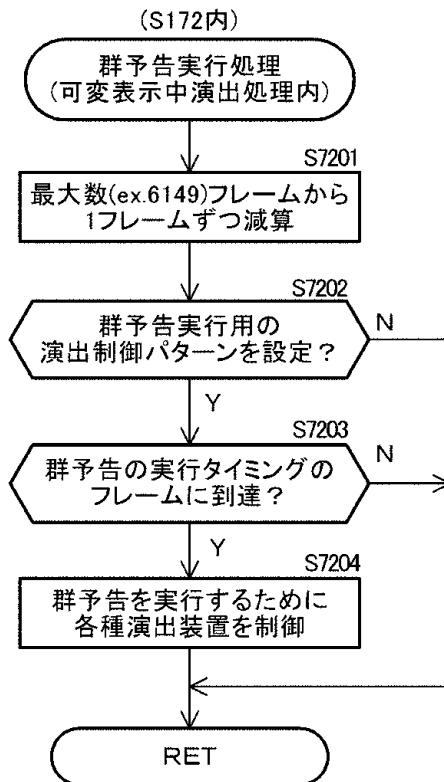 (S172内)
群予告実行処理
(可変表示中演出処理内)
S7201
最大数(ex.6149)フレームから
1フレームずつ減算
S7202
群予告実行用の
演出制御パターンを設定?
N
Y
S7203
群予告の実行タイミングの
フレームに到達?
N
Y
S7204
群予告を実行するために
各種演出装置を制御
RET